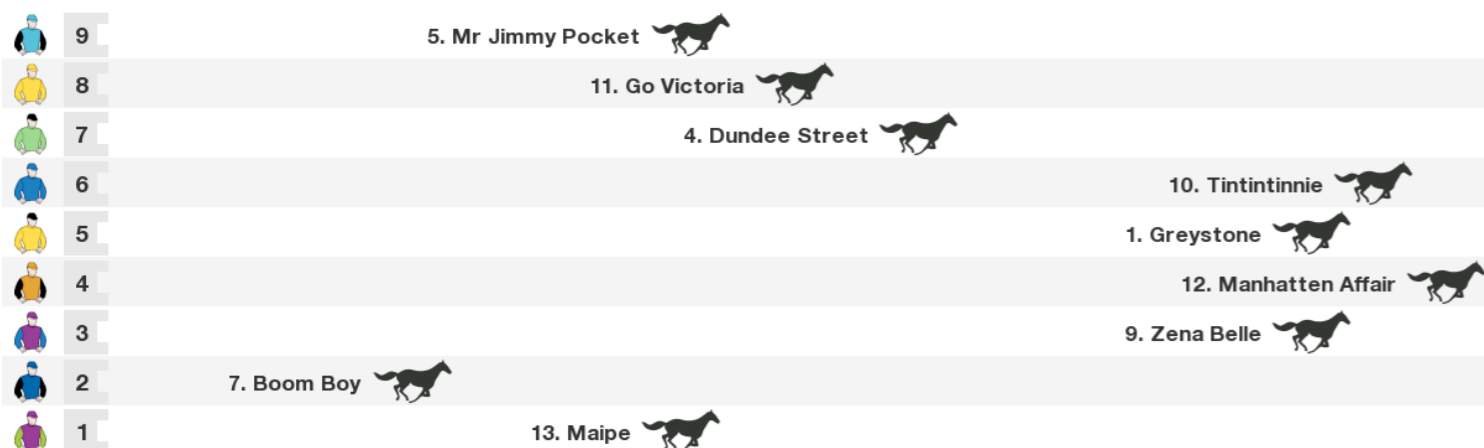 9 5. Mr Jimmy Pocket
8 11. Go Victoria
7 4. Dundee Street
6 10. Tintintinnie
5 1. Greystone
4 12. Manhatten Affair
3 9. Zena Belle
2 7. Boom Boy
1 13. Maipe